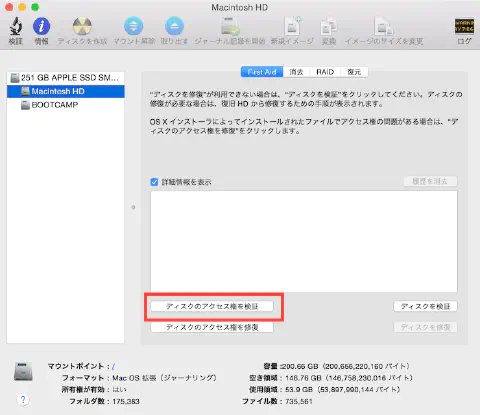 Macintosh HD
検証
情報
ディスクを作成
マウント解除
取り出す
ジャーナル記録を開始
新規イメージ
変換
イメージのサイズを変更
ログ
251 GB APPLE SSD SM...
Macintosh HD
BOOTCAMP
First Aid
消去
RAID
復元
"ディスクを修復"が利用できない場合は、"ディスクを検証"をクリックしてください。ディスクの
修復が必要な場合は、復旧 HD から修復するための手順が表示されます。
OS X インストーラによってインストールされたファイルでアクセス権の問題がある場合は、"デ
ィスクのアクセス権を修復"をクリックします。
詳細情報を表示
履歴を消去
ディスクのアクセス権を検証
ディスクを検証
ディスクのアクセス権を修復
ディスクを修復
マウントポイント : /
フォーマット : Mac OS 拡張（ジャーナリング）
所有権が有効 : はい
フォルダ数 : 175,383
容量 : 200.66 GB（200,656,220,160 バイト）
空き領域 : 146.76 GB（146,758,230,016 バイト）
使用領域 : 53.9 GB（53,897,990,144 バイト）
ファイル数 : 735,561